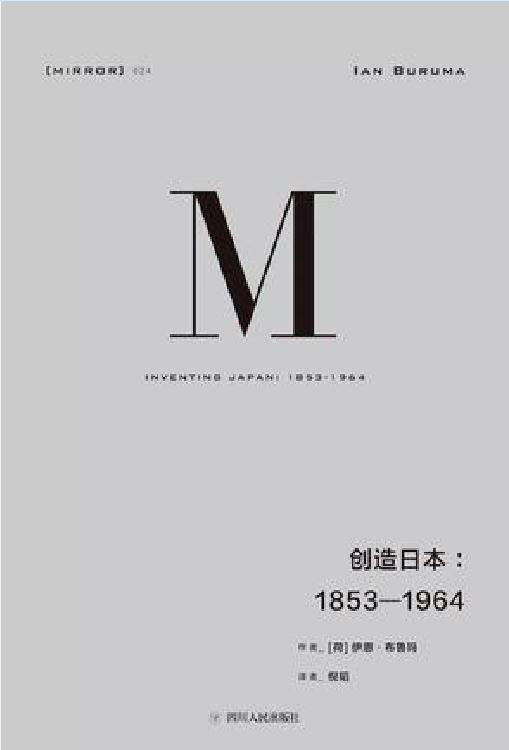 [MIRROR] 024
IAN BURUMA
M
INVENTING JAPAN: 1853-1964
创造日本：
1853—1964
作者_ [荷] 伊恩·布鲁玛
译者_ 倪韬
四川人民出版社